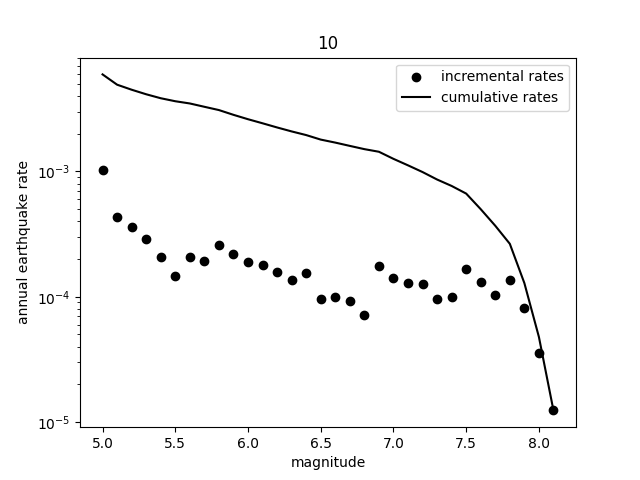 10
incremental rates
cumulative rates
annual earthquake rate
10⁻³
10⁻⁴
10⁻⁵
5.0 5.5 6.0 6.5 7.0 7.5 8.0
magnitude